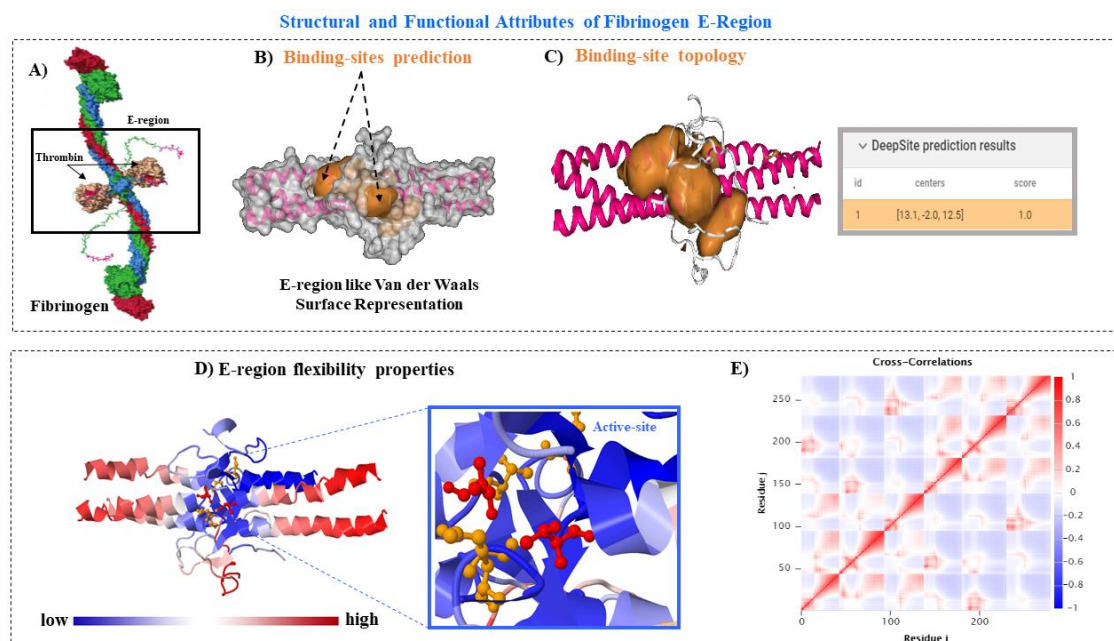 Structural and Functional Attributes of Fibrinogen E-Region
A)
E-region
Thrombin
Fibrinogen
B) Binding-sites prediction
E-region like Van der Waals
Surface Representation
C) Binding-site topology
DeepSite prediction results
id centers score
1 [13.1, -2.0, 12.5] 1.0
D) E-region flexibility properties
Active-site
low high
E)
Cross-Correlations
Residue j
250
200
150
100
50
0 100 200
Residue i
1
0.8
0.6
0.4
0.2
0
−0.2
−0.4
−0.6
−0.8
−1